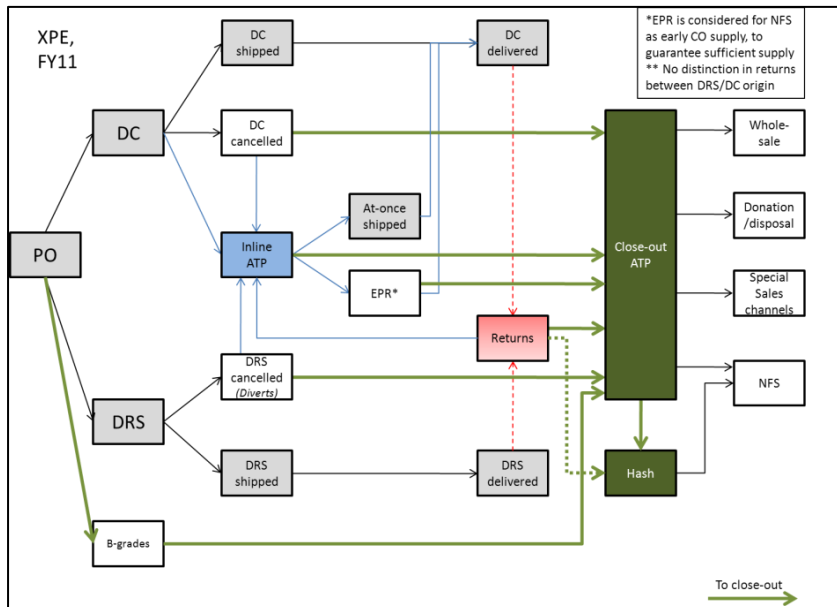 XPE,
FY11
*EPR is considered for NFS
as early CO supply, to
guarantee sufficient supply
** No distinction in returns
between DRS/DC origin
DC
shipped
DC
delivered
DC
DC
cancelled
Whole-
sale
At-once
shipped
Donation
/disposal
PO
Inline
ATP
Close-out
ATP
EPR*
Special
Sales
channels
Returns
DRS
cancelled
(Diverts)
NFS
DRS
DRS
shipped
DRS
delivered
Hash
B-grades
To close-out